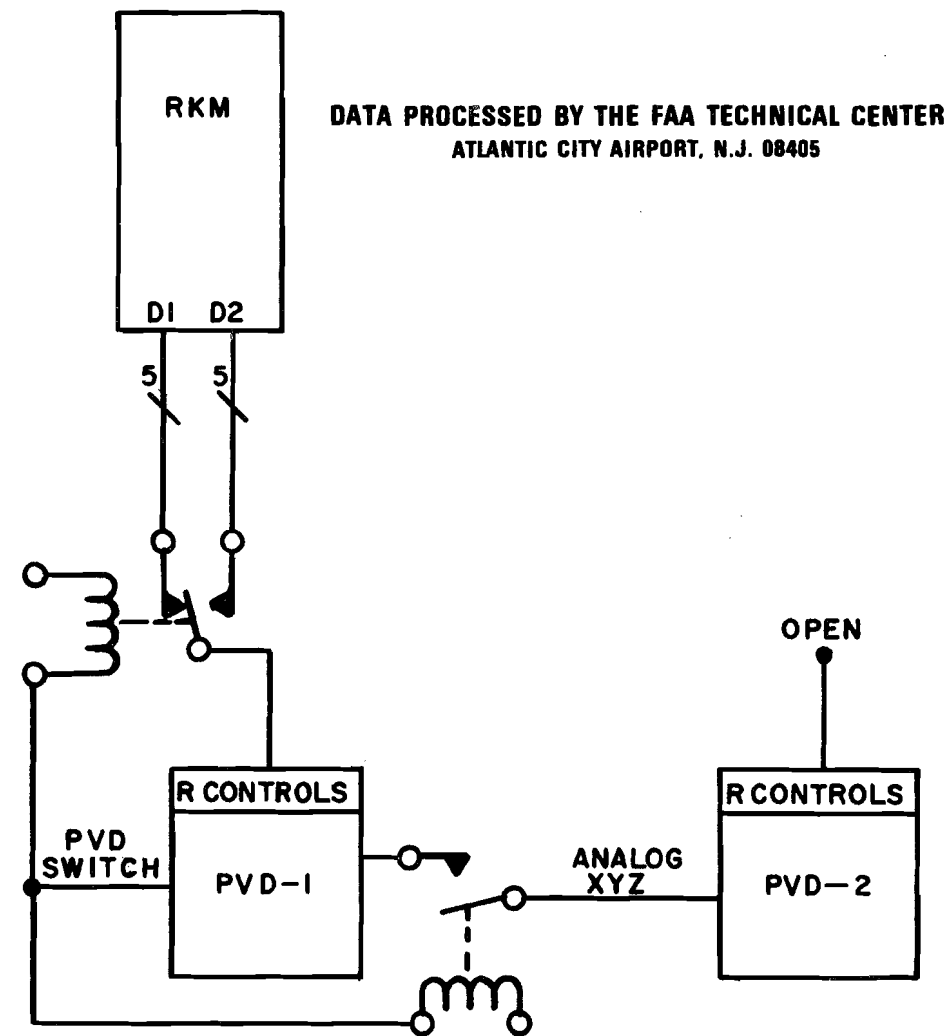 RKM
DATA PROCESSED BY THE FAA TECHNICAL CENTER
ATLANTIC CITY AIRPORT, N.J. 08405
D1 D2
5 5
OPEN
R CONTROLS
R CONTROLS
PVD
SWITCH
PVD-1
ANALOG
XYZ
PVD-2